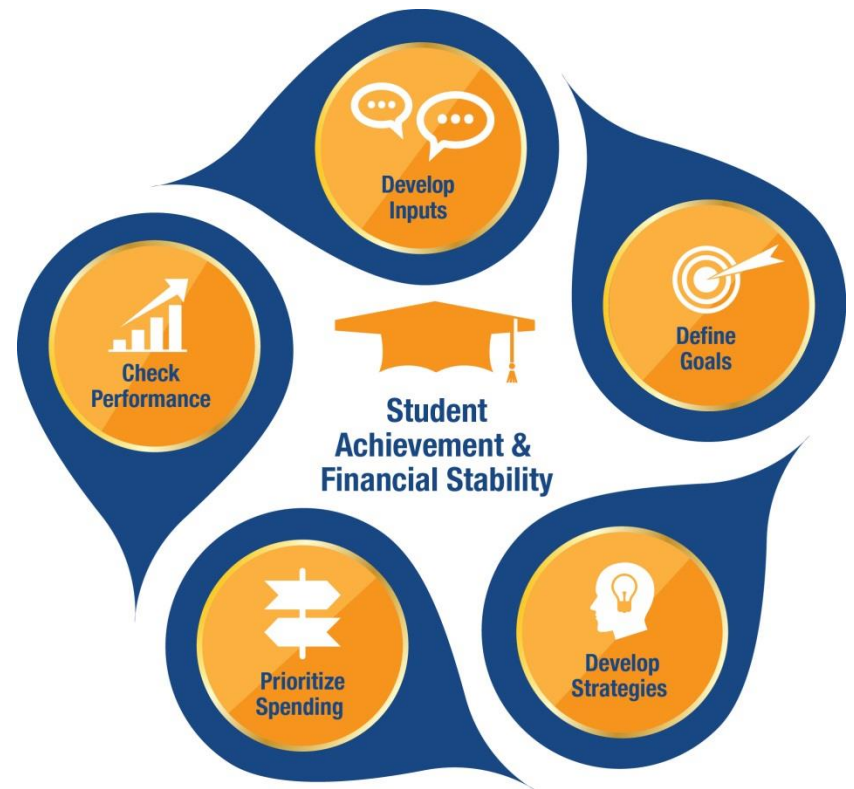 Develop
Inputs
Define
Goals
Develop
Strategies
Prioritize
Spending
Check
Performance
Student
Achievement &
Financial Stability